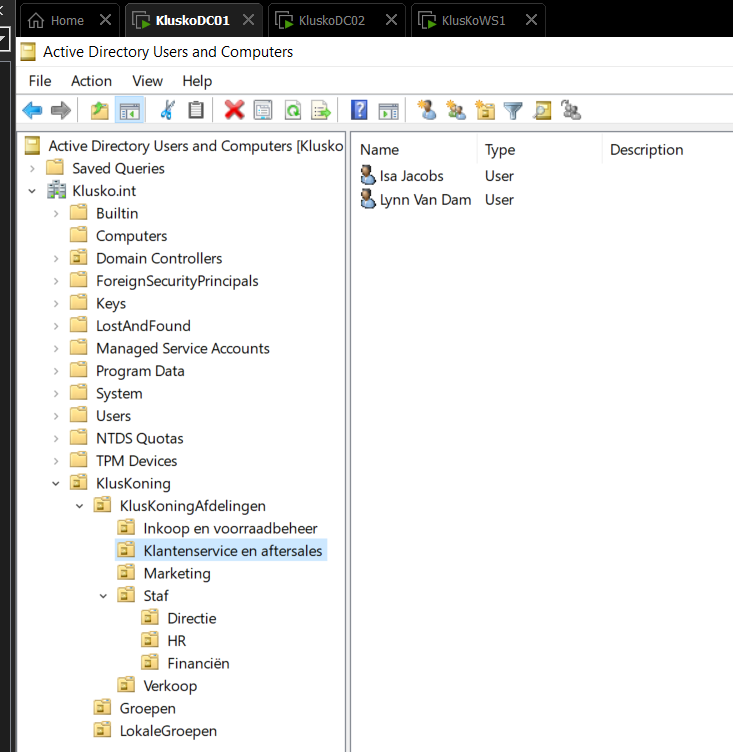 Home
KluskoDC01
KluskoDC02
KlusKoWS1
Active Directory Users and Computers
File Action View Help
Active Directory Users and Computers [Klusko
Saved Queries
Klusko.int
Builtin
Computers
Domain Controllers
ForeignSecurityPrincipals
Keys
LostAndFound
Managed Service Accounts
Program Data
System
Users
NTDS Quotas
TPM Devices
KlusKoning
KlusKoningAfdelingen
Inkoop en voorraadbeheer
Klantenservice en aftersales
Marketing
Staf
Directie
HR
Financiën
Verkoop
Groepen
LokaleGroepen
Name Type Description
Isa Jacobs User
Lynn Van Dam User